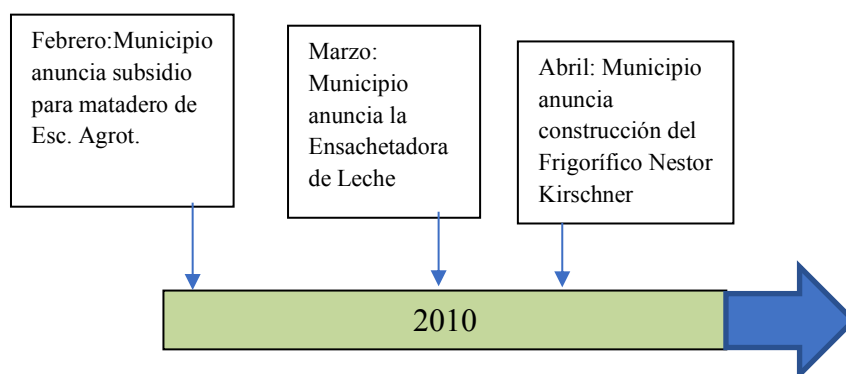 Febrero:Municipio
anuncia subsidio
para matadero de
Esc. Agrot.
Marzo:
Municipio
anuncia la
Ensachetadora
de Leche
Abril: Municipio
anuncia
construcción del
Frigorífico Nestor
Kirschner
2010